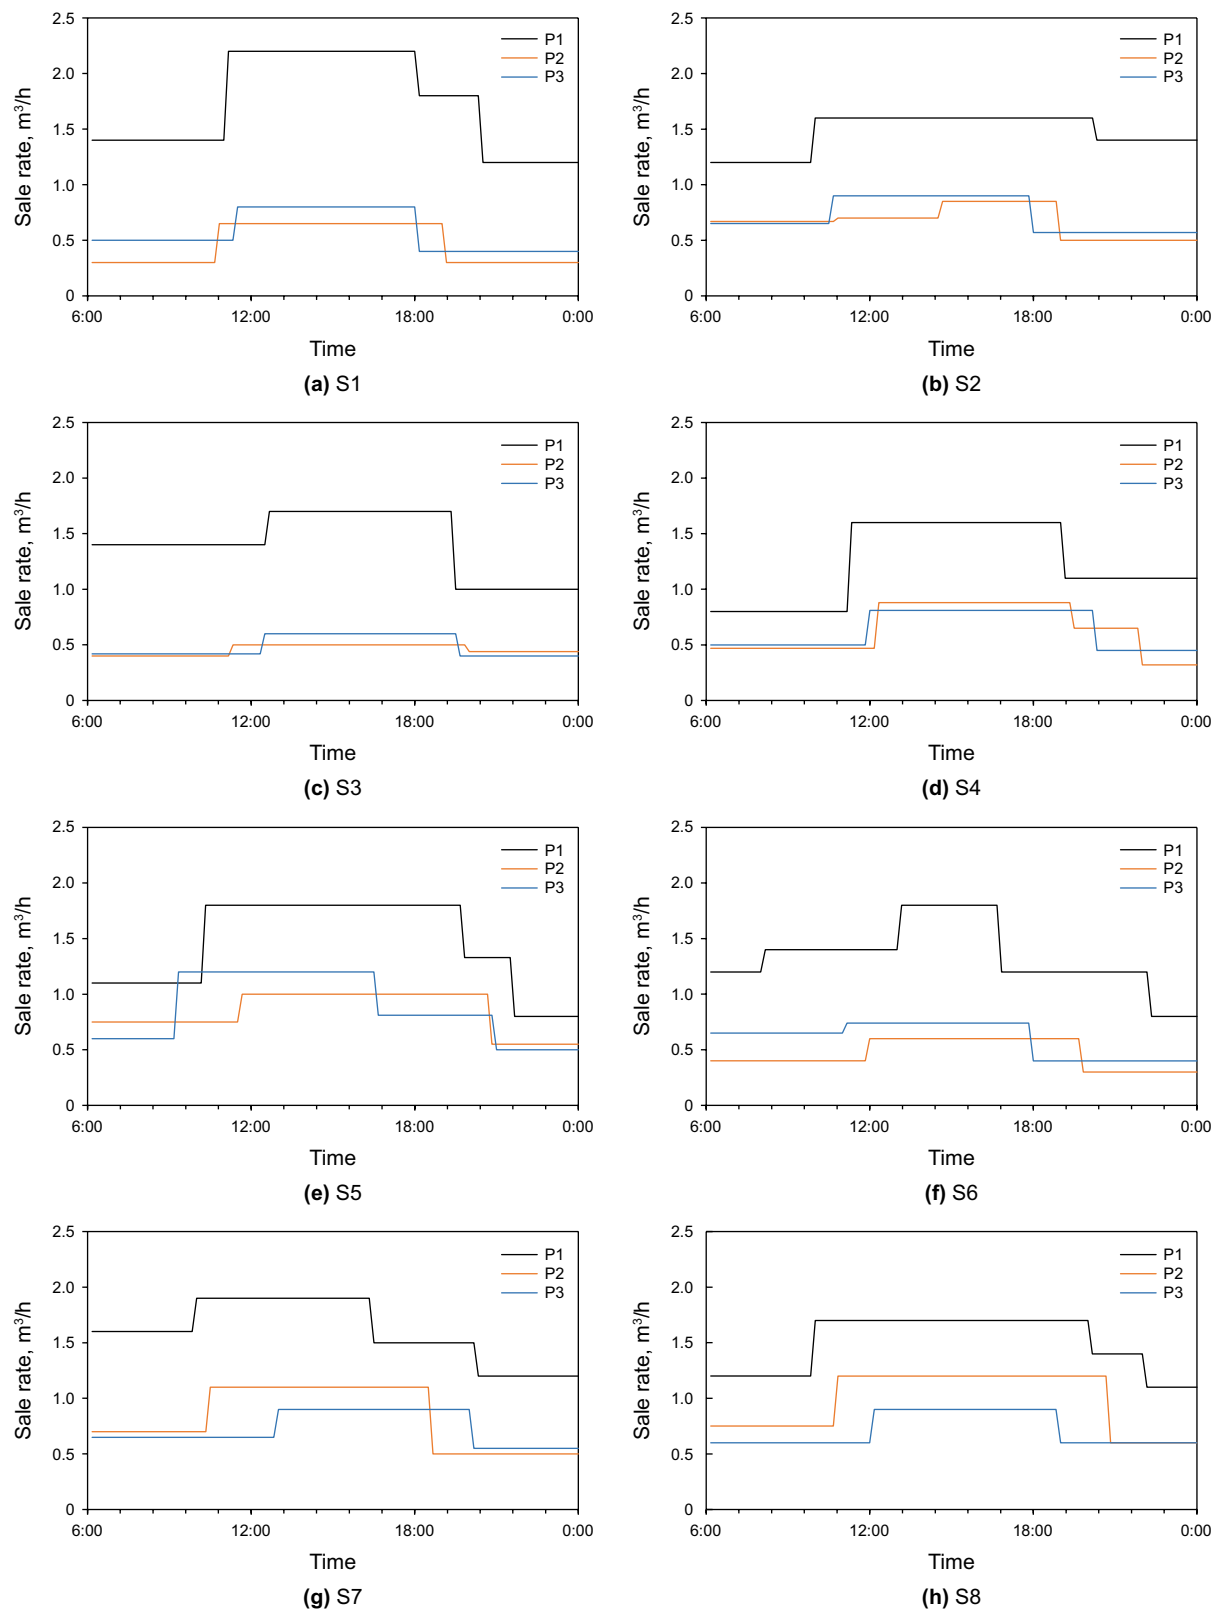 2.5
2.0
1.5
1.0
0.5
0
Sale rate, m³/h
P1
P2
P3
6:00 12:00 18:00 0:00
Time
(a) S1
2.5
2.0
1.5
1.0
0.5
0
Sale rate, m³/h
P1
P2
P3
6:00 12:00 18:00 0:00
Time
(b) S2
2.5
2.0
1.5
1.0
0.5
0
Sale rate, m³/h
P1
P2
P3
6:00 12:00 18:00 0:00
Time
(c) S3
2.5
2.0
1.5
1.0
0.5
0
Sale rate, m³/h
P1
P2
P3
6:00 12:00 18:00 0:00
Time
(d) S4
2.5
2.0
1.5
1.0
0.5
0
Sale rate, m³/h
P1
P2
P3
6:00 12:00 18:00 0:00
Time
(e) S5
2.5
2.0
1.5
1.0
0.5
0
Sale rate, m³/h
P1
P2
P3
6:00 12:00 18:00 0:00
Time
(f) S6
2.5
2.0
1.5
1.0
0.5
0
Sale rate, m³/h
P1
P2
P3
6:00 12:00 18:00 0:00
Time
(g) S7
2.5
2.0
1.5
1.0
0.5
0
Sale rate, m³/h
P1
P2
P3
6:00 12:00 18:00 0:00
Time
(h) S8